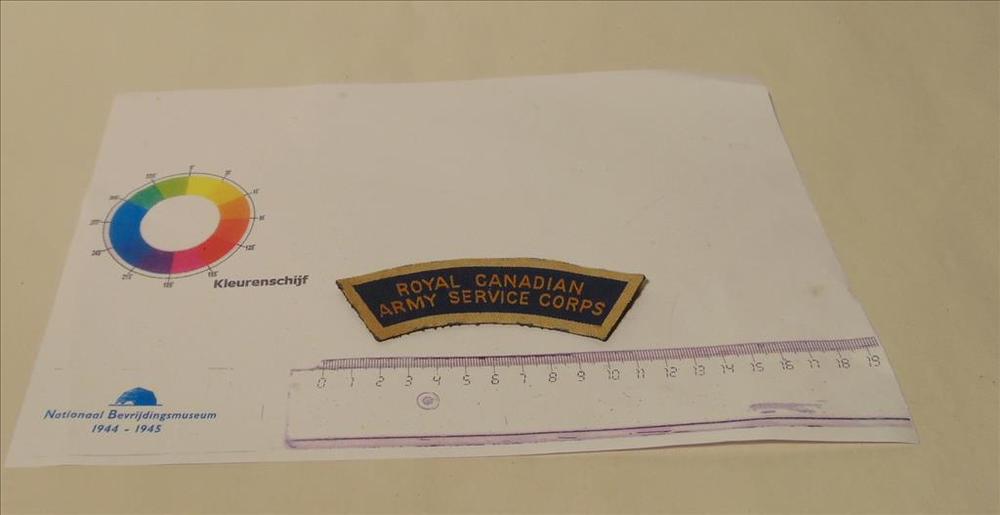 Kleurenschijf
ROYAL CANADIAN
ARMY SERVICE CORPS
0 1 2 3 4 5 6 7 8 9 10 11 12 13 14 15 16 17 18 19
Nationaal Bevrijdingsmuseum
1944 - 1945